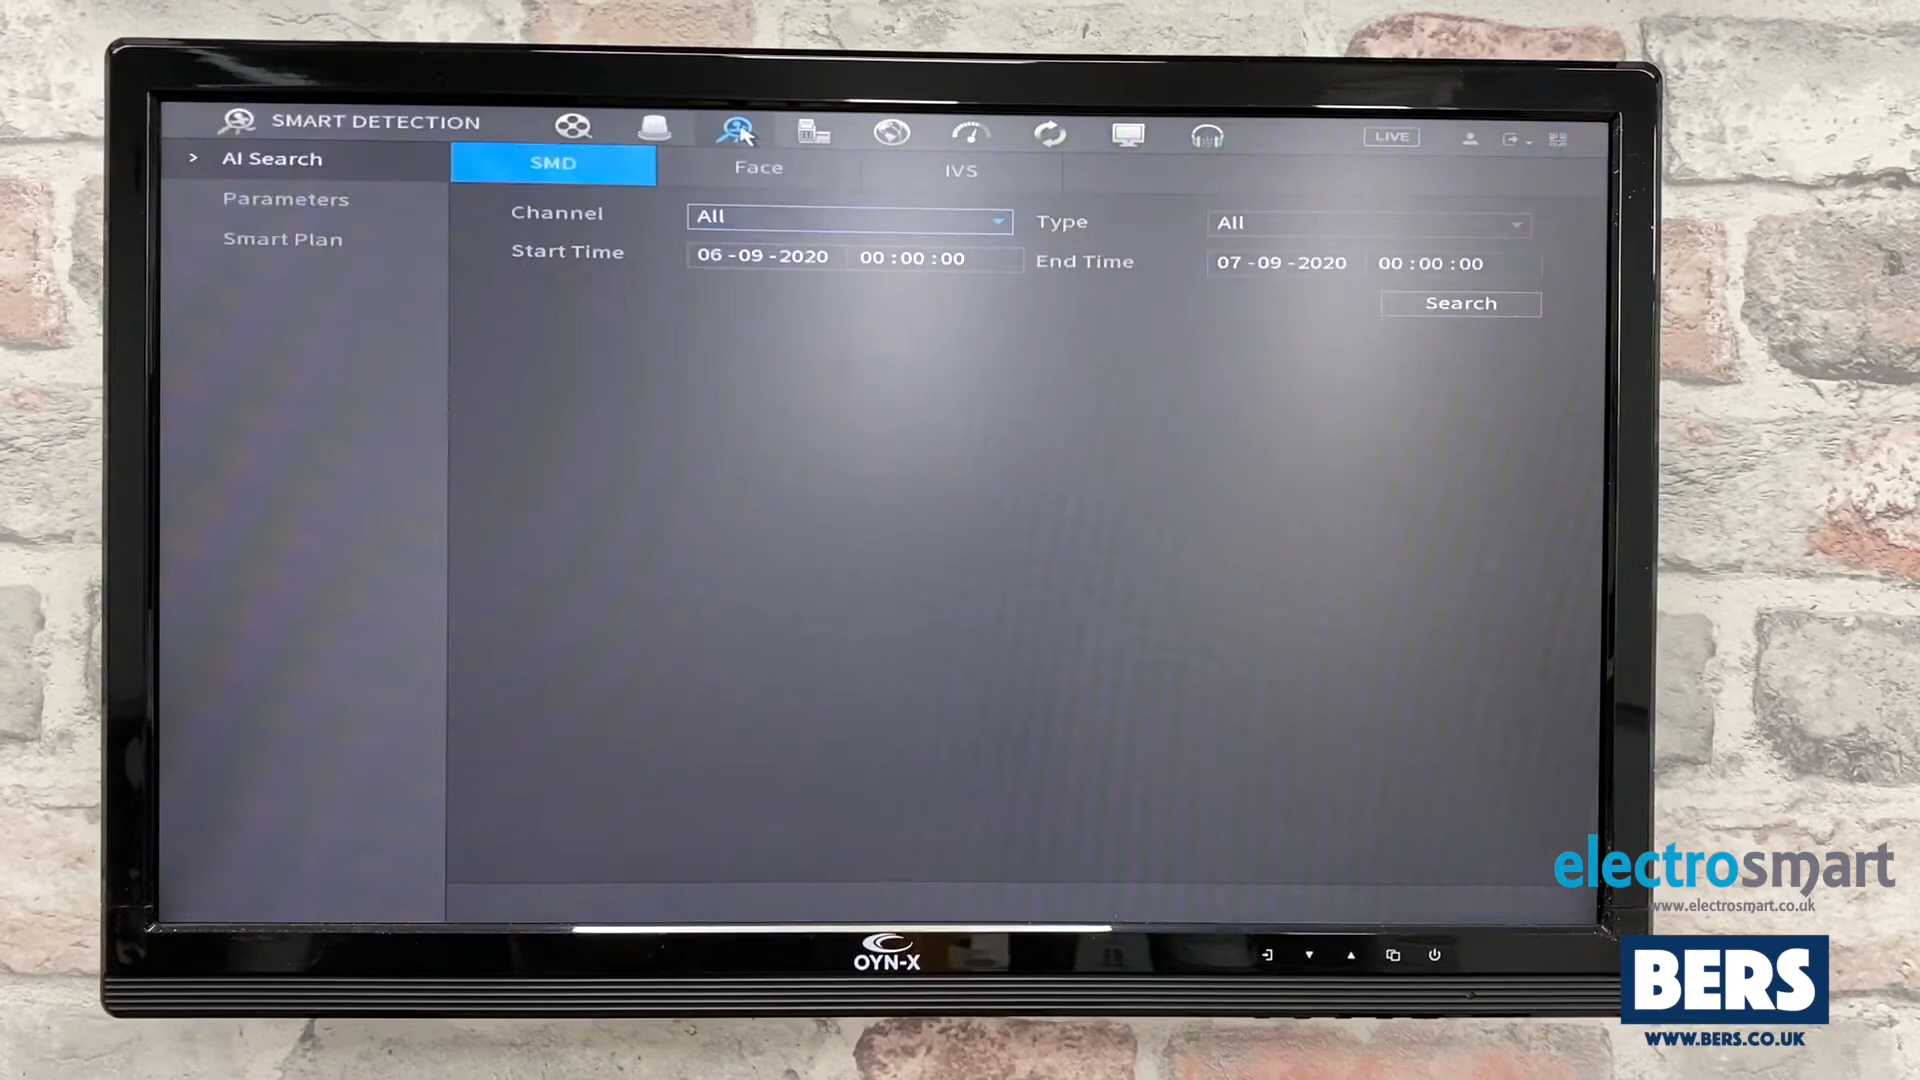 SMART DETECTION
LIVE
> AI Search
Parameters
Smart Plan
SMD
Face
IVS
Channel
All
Type
All
Start Time
06 -09 -2020
00 :00 :00
End Time
07 -09 -2020
00 :00 :00
Search
OYN-X
electrosmart
www.electrosmart.co.uk
BERS
WWW.BERS.CO.UK